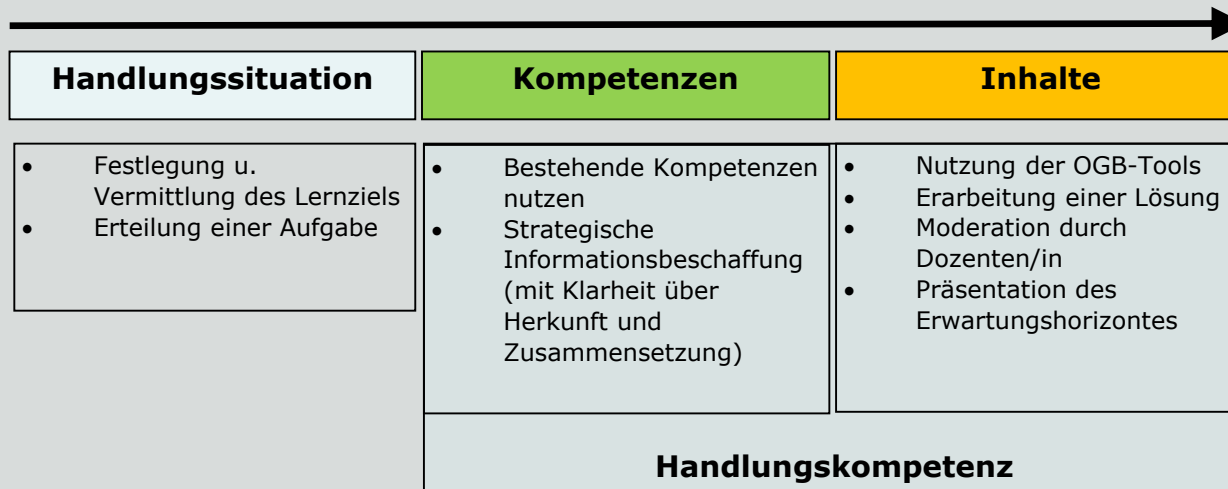 Handlungssituation
Kompetenzen
Inhalte
• Festlegung u.
Vermittlung des Lernziels
• Erteilung einer Aufgabe
• Bestehende Kompetenzen
nutzen
• Strategische
Informationsbeschaffung
(mit Klarheit über
Herkunft und
Zusammensetzung)
• Nutzung der OGB-Tools
• Erarbeitung einer Lösung
• Moderation durch
Dozenten/in
• Präsentation des
Erwartungshorizontes
Handlungskompetenz